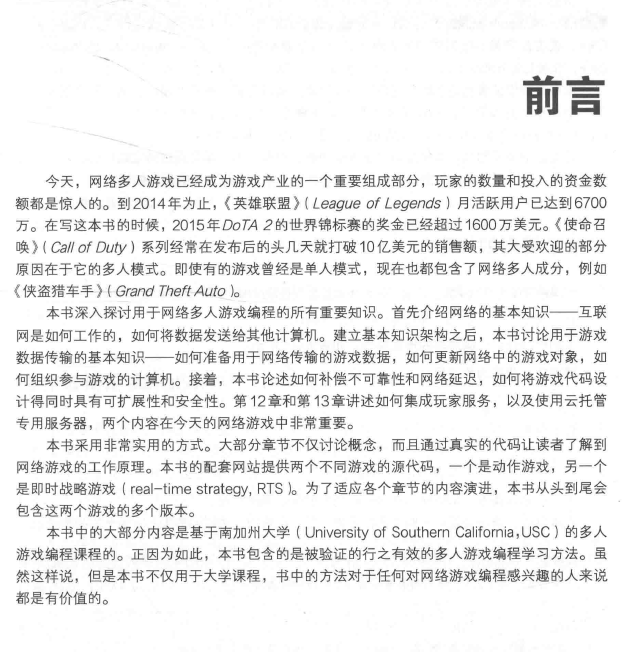 前言
今天，网络多人游戏已经成为游戏产业的一个重要组成部分，玩家的数量和投入的资金数
额都是惊人的。到2014年为止，《英雄联盟》（League of Legends）月活跃用户已达到6700
万。在写这本书的时候，2015年DoTA 2的世界锦标赛的奖金已经超过1600万美元。《使命召
唤》（Call of Duty）系列经常在发布后的头几天就打破10亿美元的销售额，其大受欢迎的部分
原因在于它的多人模式。即使有的游戏曾经是单人模式，现在也都包含了网络多人成分，例如
《侠盗猎车手》（Grand Theft Auto）。
本书深入探讨用于网络多人游戏编程的所有重要知识。首先介绍网络的基本知识——互联
网是如何工作的，如何将数据发送给其他计算机。建立基本知识架构之后，本书讨论用于游戏
数据传输的基本知识——如何准备用于网络传输的游戏数据，如何更新网络中的游戏对象，如
何组织参与游戏的计算机。接着，本书论述如何补偿不可靠性和网络延迟，如何将游戏代码设
计得同时具有可扩展性和安全性。第12章和第13章讲述如何集成玩家服务，以及使用云托管
专用服务器，两个内容在今天的网络游戏中非常重要。
本书采用非常实用的方式。大部分章节不仅讨论概念，而且通过真实的代码让读者了解到
网络游戏的工作原理。本书的配套网站提供两个不同游戏的源代码，一个是动作游戏，另一个
是即时战略游戏（real-time strategy, RTS）。为了适应各个章节的内容演进，本书从头到尾会
包含这两个游戏的多个版本。
本书中的大部分内容是基于南加州大学（University of Southern California,USC）的多人
游戏编程课程的。正因为如此，本书包含的是被验证的行之有效的多人游戏编程学习方法。虽
然这样说，但是本书不仅用于大学课程，书中的方法对于任何对网络游戏编程感兴趣的人来说
都是有价值的。